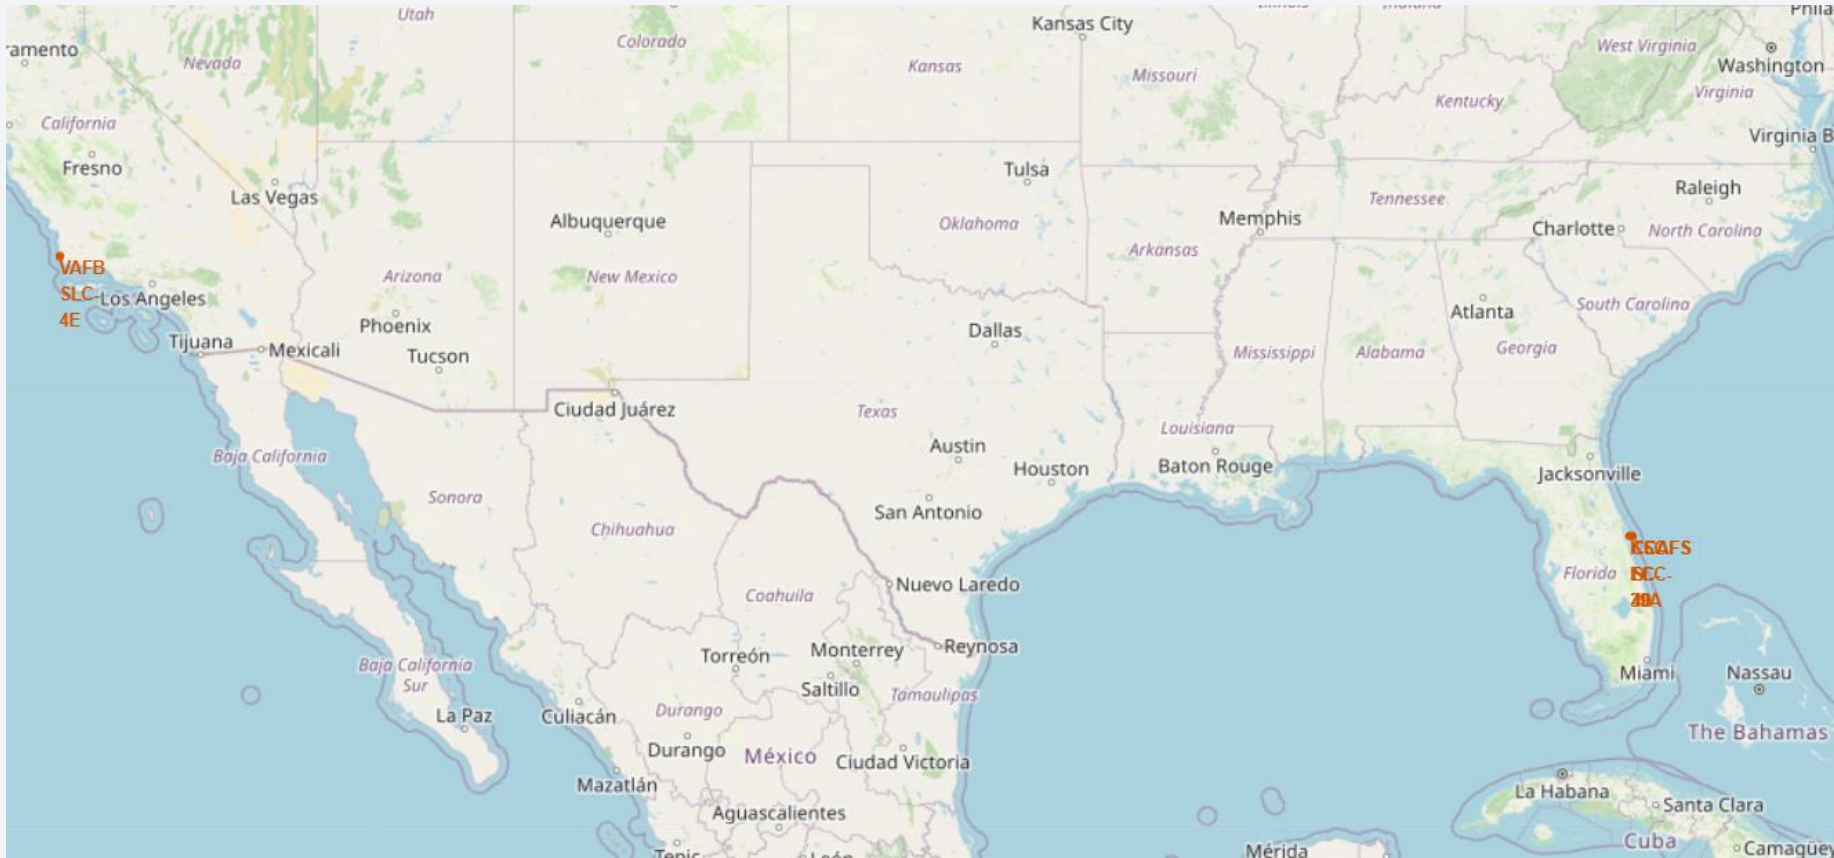 Utah
Colorado
Kansas City
Washington
Nevada
Kansas
Missouri
West Virginia
Kentucky
Virginia
California
Fresno
Las Vegas
Tulsa
Raleigh
Albuquerque
Oklahoma
Memphis
Tennessee
Charlotte
North Carolina
Arkansas
VAFB
SLC-
4E
Los Angeles
Arizona
New Mexico
Phoenix
Dallas
Atlanta
South Carolina
Tijuana
Mexicali
Tucson
Mississippi
Alabama
Georgia
Ciudad Juárez
Texas
Louisiana
Baja California
Austin
Houston
Baton Rouge
Jacksonville
Sonora
San Antonio
Chihuahua
Florida
Coahuila
Nuevo Laredo
Reynosa
Baja California
Sur
Torreón
Monterrey
Saltillo
Tamaulipas
Miami
Nassau
La Paz
Culiacán
Durango
Durango
México
Ciudad Victoria
The Bahamas
Mazatlán
Aguascalientes
La Habana
Santa Clara
Cuba
Camagüey
Mérida